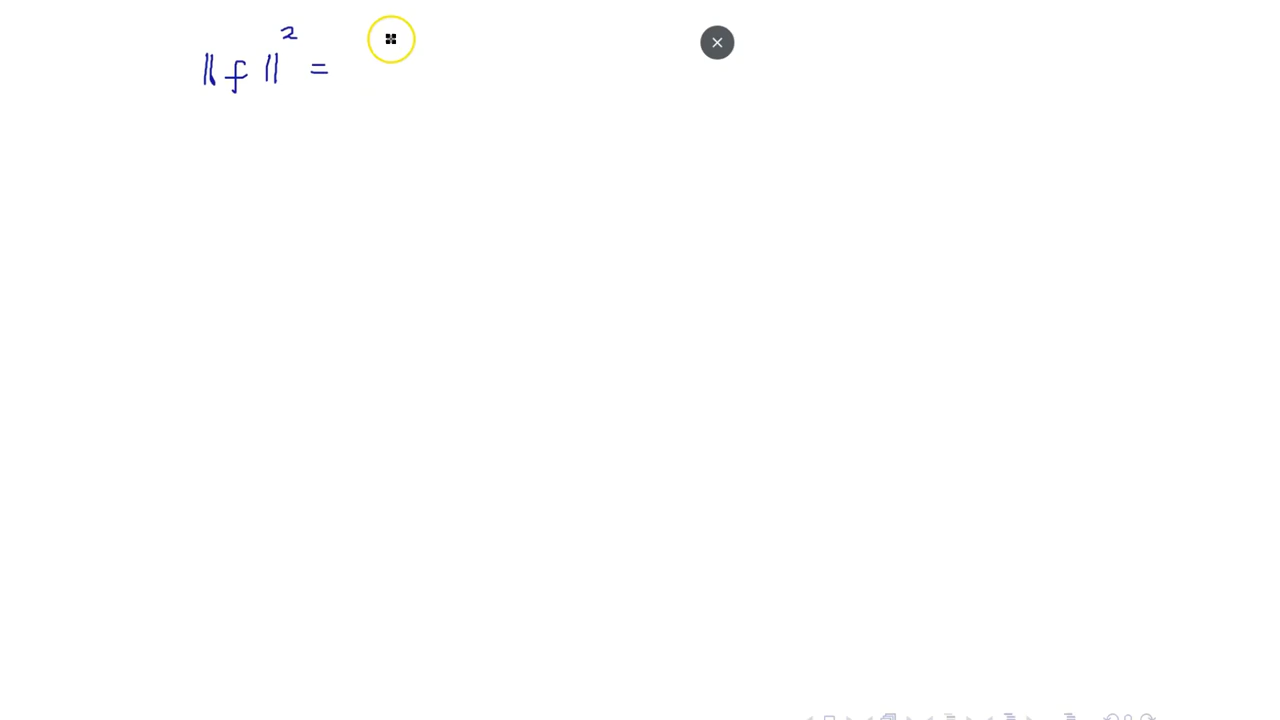 ‖f‖² =